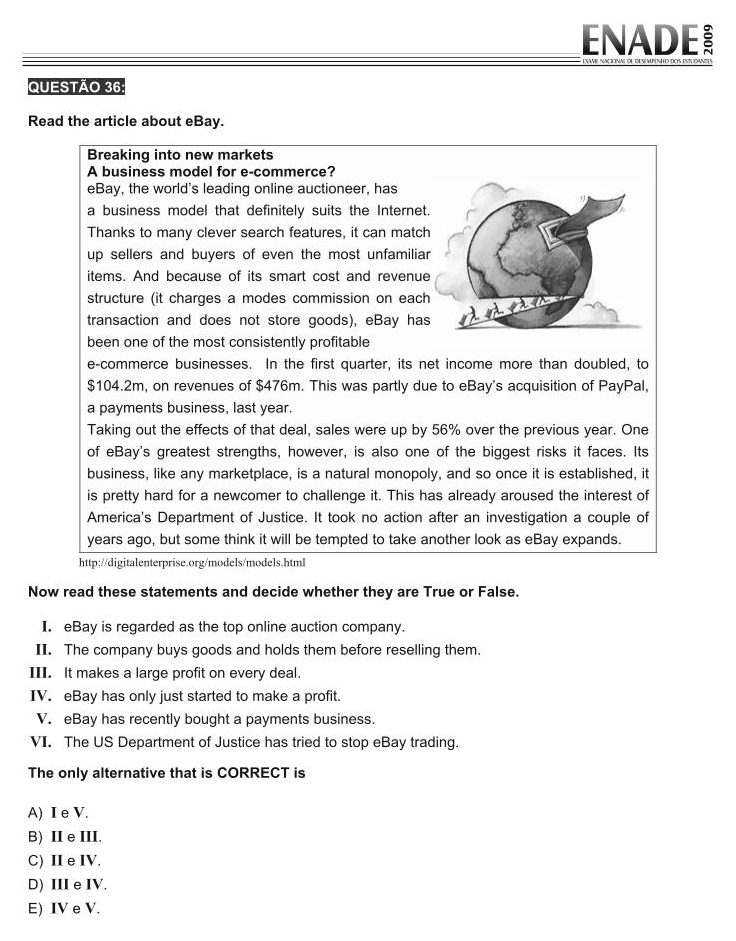 ENADE 2009
EXAME NACIONAL DE DESEMPENHO DOS ESTUDANTES
QUESTÃO 36:
Read the article about eBay.
Breaking into new markets
A business model for e-commerce?
eBay, the world's leading online auctioneer, has
a business model that definitely suits the Internet.
Thanks to many clever search features, it can match
up sellers and buyers of even the most unfamiliar
items. And because of its smart cost and revenue
structure (it charges a modes commission on each
transaction and does not store goods), eBay has
been one of the most consistently profitable
e-commerce businesses. In the first quarter, its net income more than doubled, to
$104.2m, on revenues of $476m. This was partly due to eBay's acquisition of PayPal,
a payments business, last year.
Taking out the effects of that deal, sales were up by 56% over the previous year. One
of eBay's greatest strengths, however, is also one of the biggest risks it faces. Its
business, like any marketplace, is a natural monopoly, and so once it is established, it
is pretty hard for a newcomer to challenge it. This has already aroused the interest of
America's Department of Justice. It took no action after an investigation a couple of
years ago, but some think it will be tempted to take another look as eBay expands.
http://digitalenterprise.org/models/models.html
Now read these statements and decide whether they are True or False.
I. eBay is regarded as the top online auction company.
II. The company buys goods and holds them before reselling them.
III. It makes a large profit on every deal.
IV. eBay has only just started to make a profit.
V. eBay has recently bought a payments business.
VI. The US Department of Justice has tried to stop eBay trading.
The only alternative that is CORRECT is
A) I e V.
B) II e III.
C) II e IV.
D) III e IV.
E) IV e V.